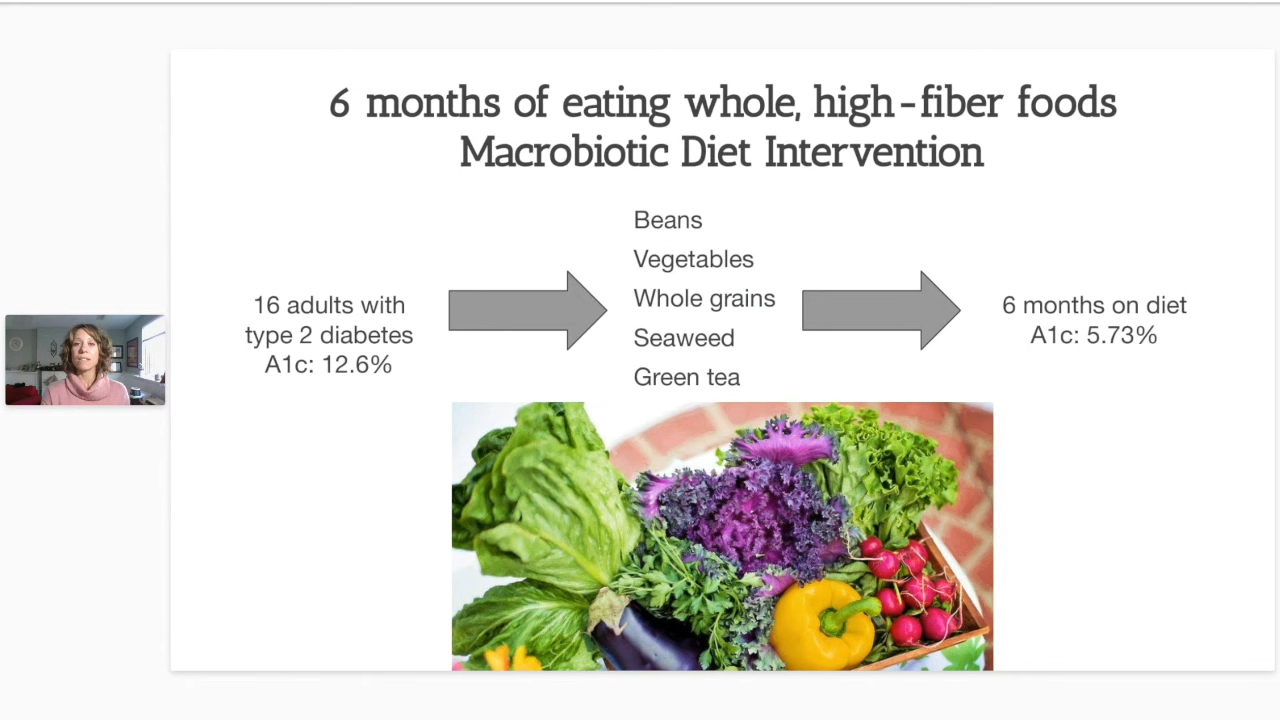 6 months of eating whole, high-fiber foods
Macrobiotic Diet Intervention
16 adults with
type 2 diabetes
A1c: 12.6%
Beans
Vegetables
Whole grains
Seaweed
Green tea
6 months on diet
A1c: 5.73%